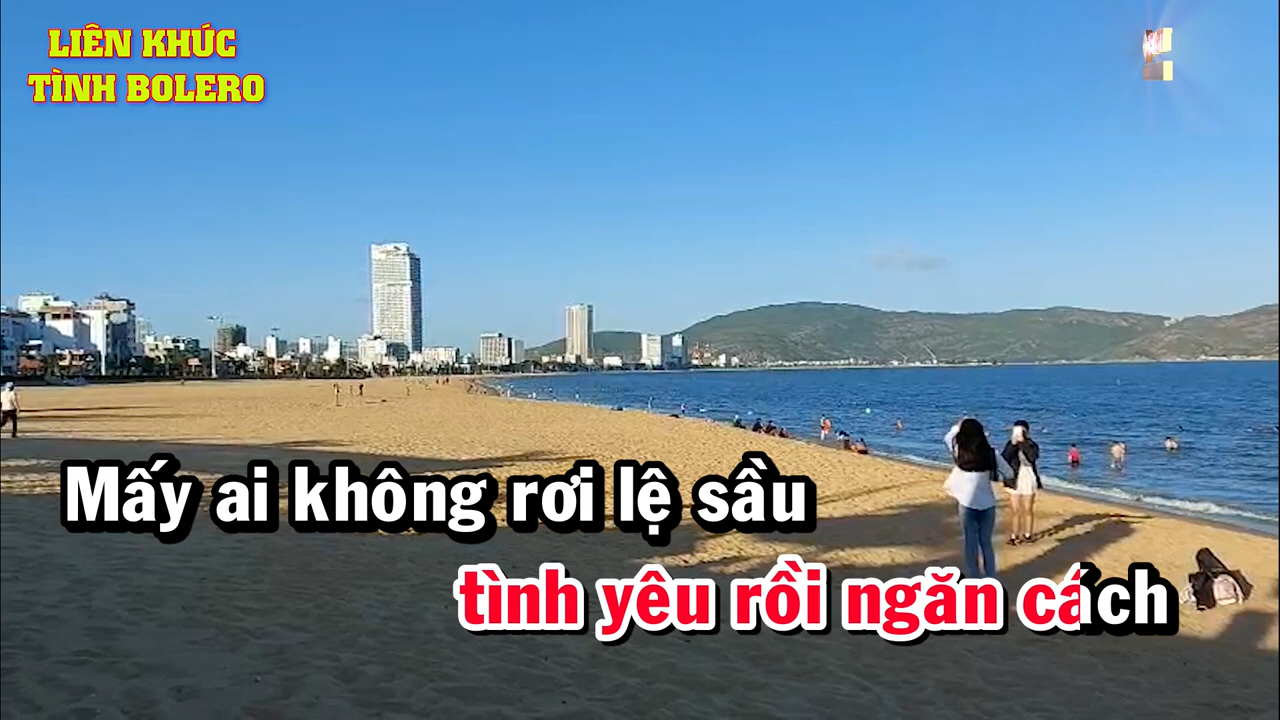 LIÊN KHÚC
TÌNH BOLERO
Mấy ai không rơi lệ sầu
tình yêu rồi ngăn cách